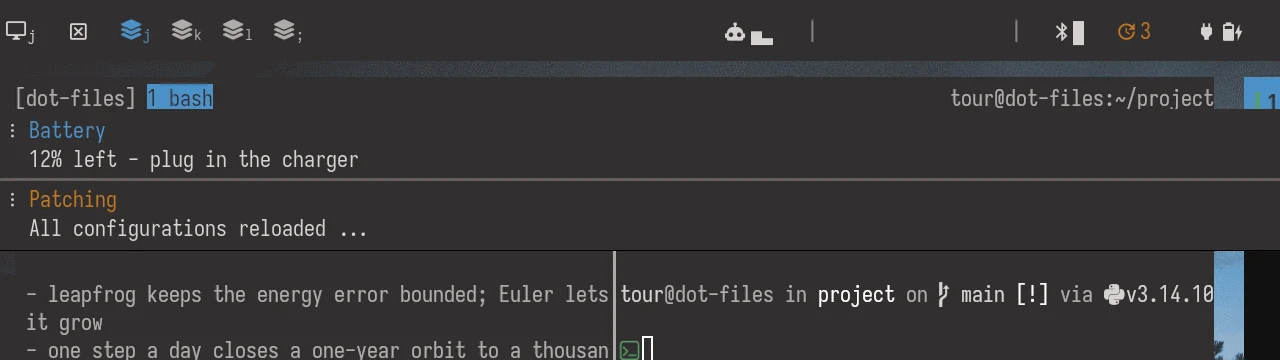 j j k l ; 3
[dot-files] 1 bash tour@dot-files:~/project 1
Battery
12% left - plug in the charger
Patching
All configurations reloaded ...
- leapfrog keeps the energy error bounded; Euler lets
it grow
- one step a day closes a one-year orbit to a thousan
tour@dot-files in project on main [!] via v3.14.10